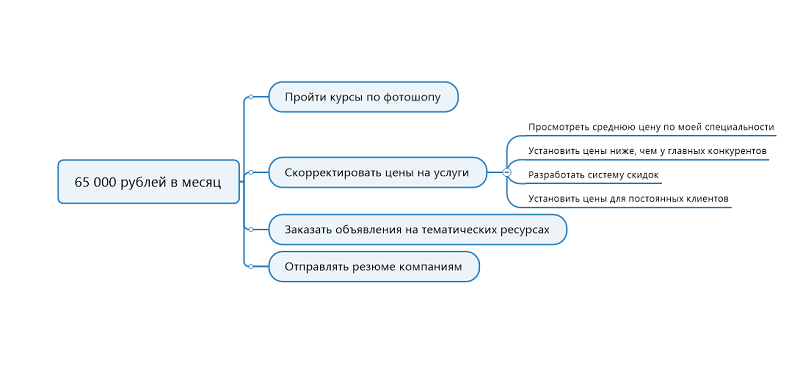 65 000 рублей в месяц
Пройти курсы по фотошопу
Скорректировать цены на услуги
Просмотреть среднюю цену по моей специальности
Установить цены ниже, чем у главных конкурентов
Разработать систему скидок
Установить цены для постоянных клиентов
Заказать объявления на тематических ресурсах
Отправлять резюме компаниям